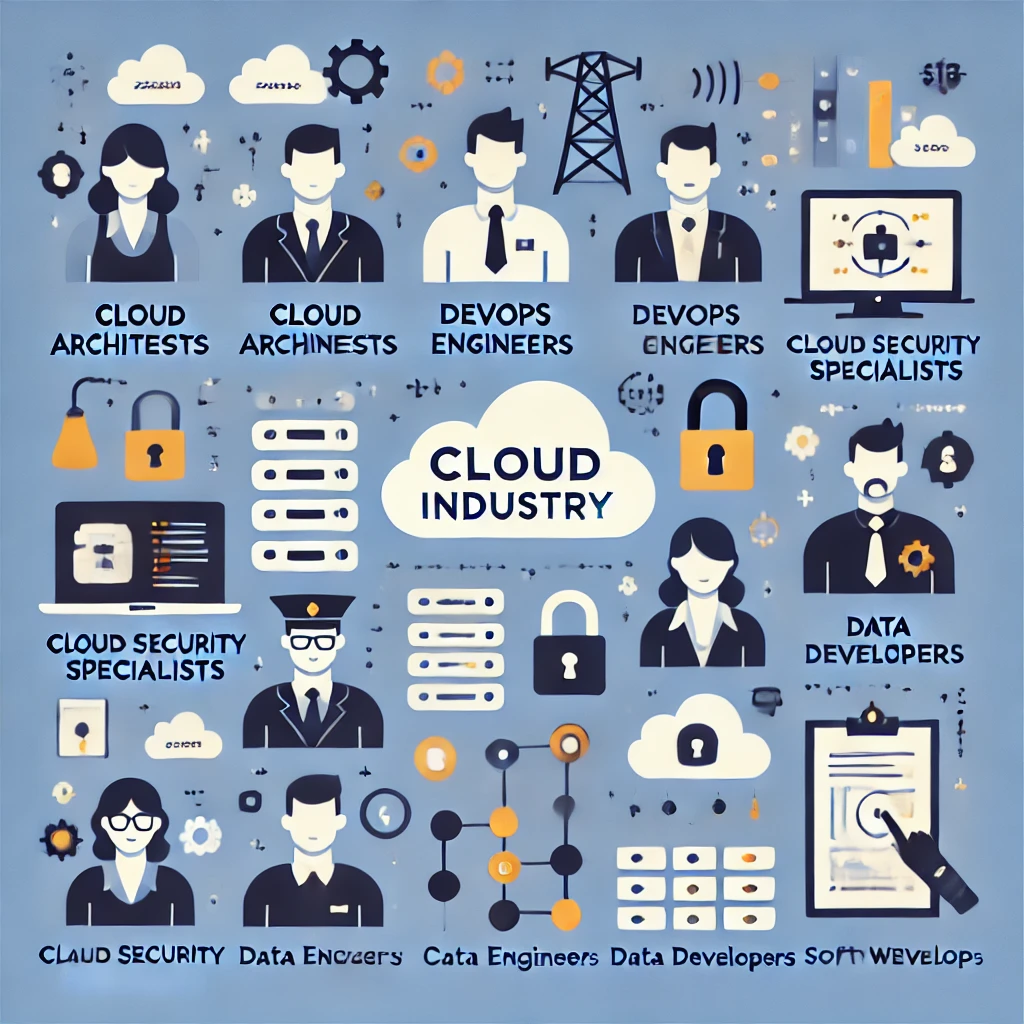 CLOUD
ARCHITESTS
CLOUD
ARCHINESTS
DEVOPS
ENGINEERS
DEVOPS
ENGEERS
CLOUD SECURITY
SPECIALISTS
CLOUD
INDUSTRY
CLOUD SECURITY
SPECIALISTS
DATA
DEVELOPERS
CLAUD SECURITY
Data
Cata Engineers
Data Developers
SOFT WEVELOPS